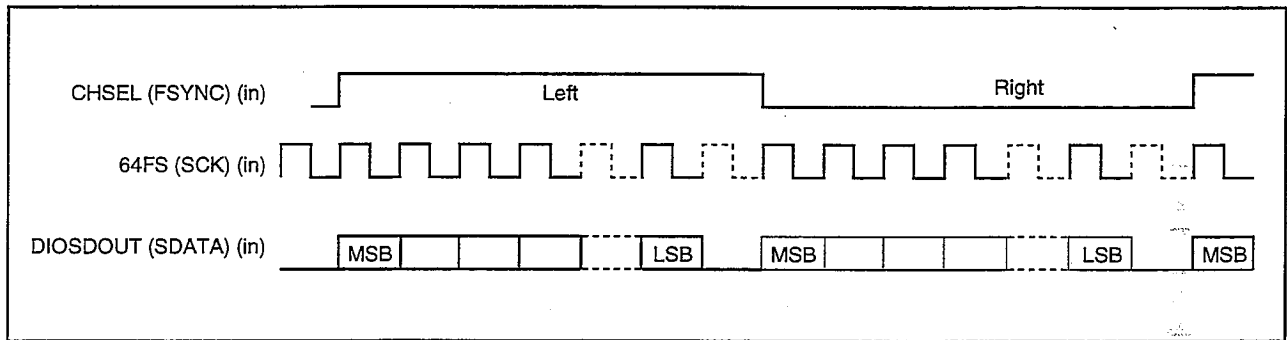 CHSEL (FSYNC) (in)
Left
Right
64FS (SCK) (in)
DIOSDOUT (SDATA) (in)
MSB
LSB
MSB
LSB
MSB